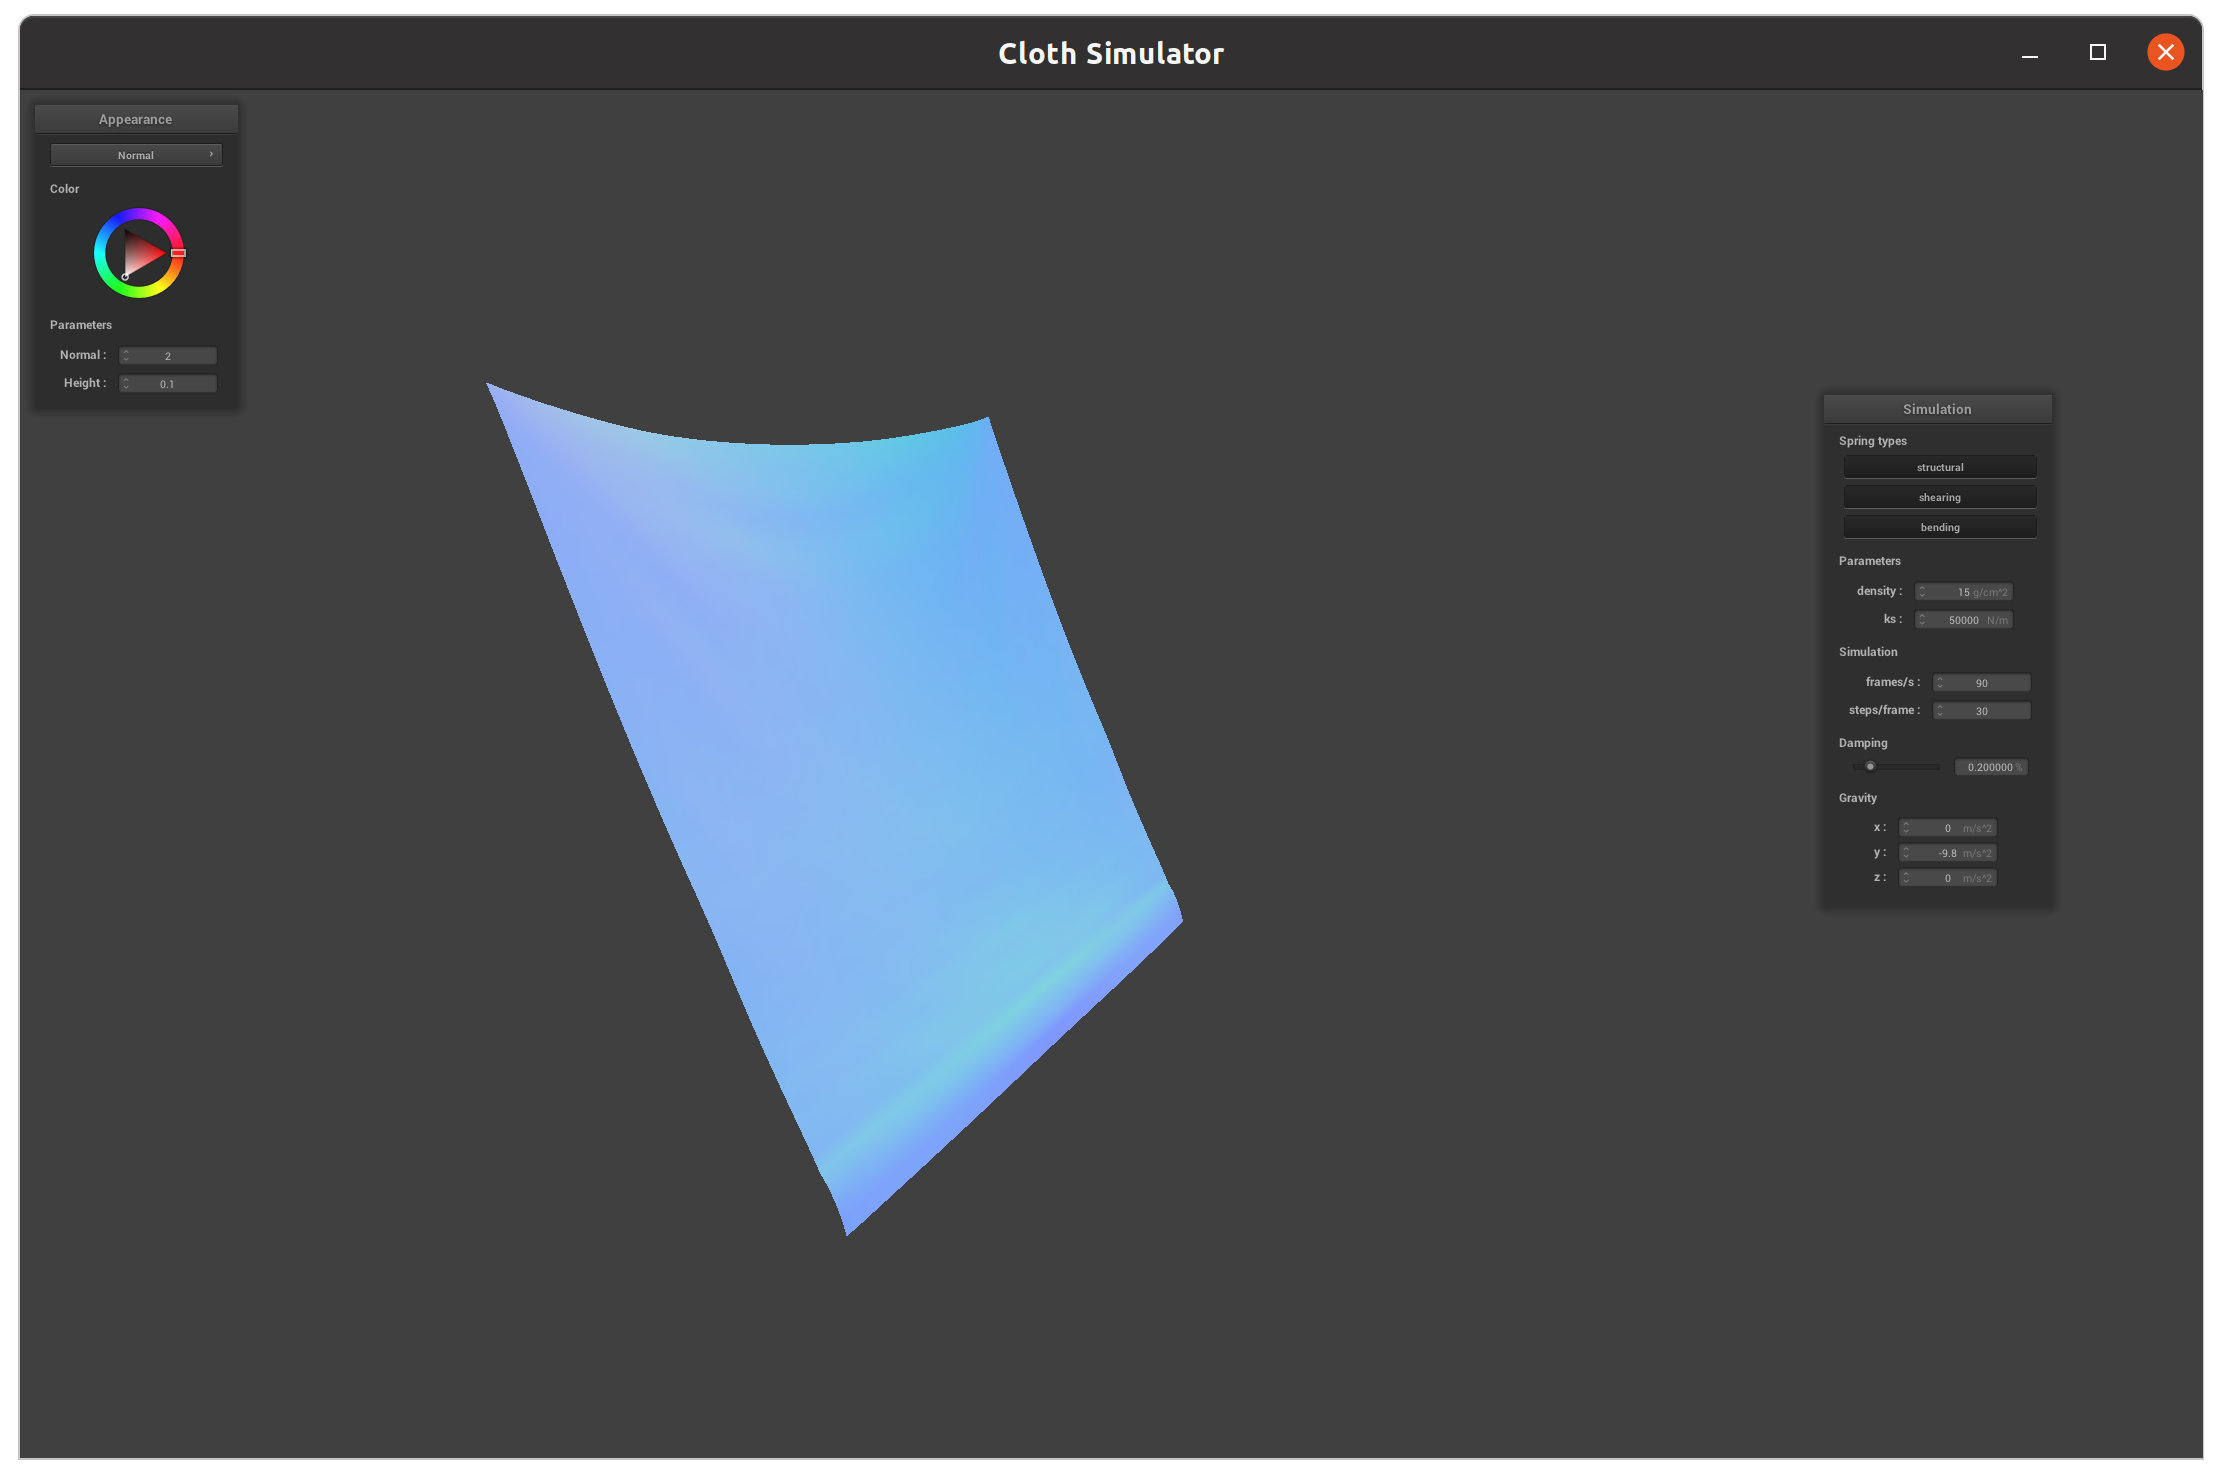 Cloth Simulator
Appearance
Normal
Color
Parameters
Normal : 2
Height : 0.1
Simulation
Spring types
structural
shearing
bending
Parameters
density : 15 g/cm^2
ks : 50000 N/m
Simulation
frames/s : 90
steps/frame : 30
Damping
0.200000 %
Gravity
x : 0 m/s^2
y : -9.8 m/s^2
z : 0 m/s^2